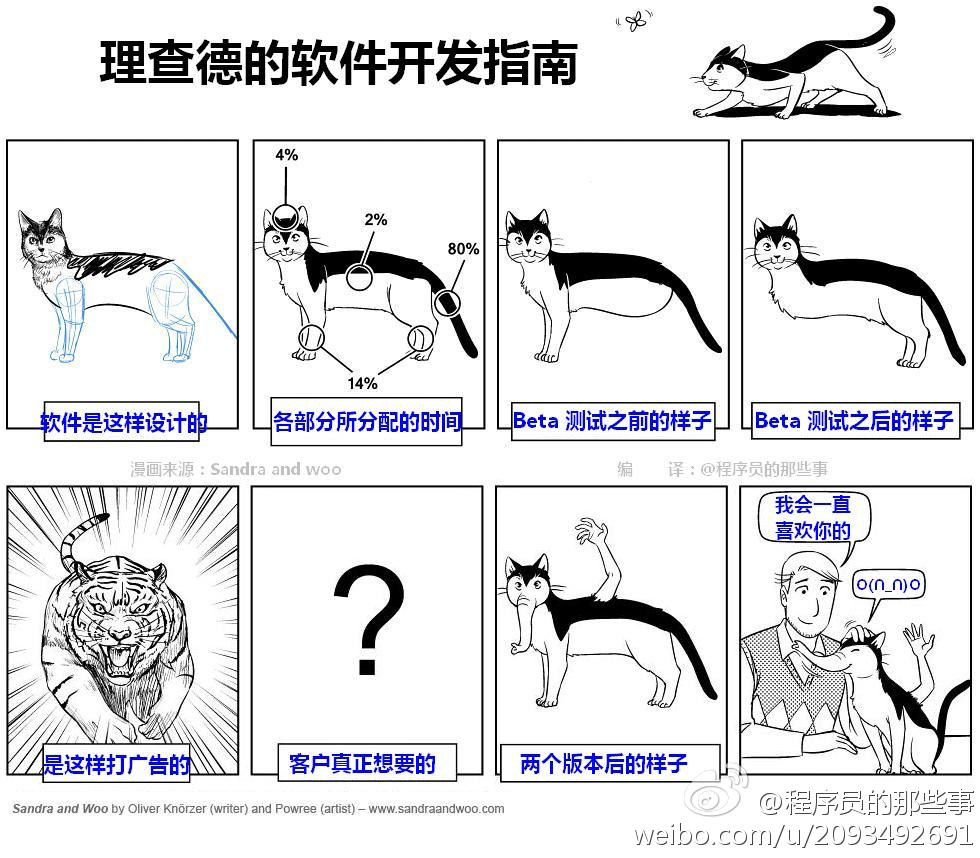 理查德的软件开发指南
4%
2%
80%
14%
软件是这样设计的
各部分所分配的时间
Beta 测试之前的样子
Beta 测试之后的样子
漫画来源：Sandra and woo
编 译：@程序员的那些事
我会一直
喜欢你的
O(∩_∩)O
?
是这样打广告的
客户真正想要的
两个版本后的样子
Sandra and Woo by Oliver Knörzer (writer) and Powree (artist) – www.sandraandwoo.com
@程序员的那些事
weibo.com/u/2093492691